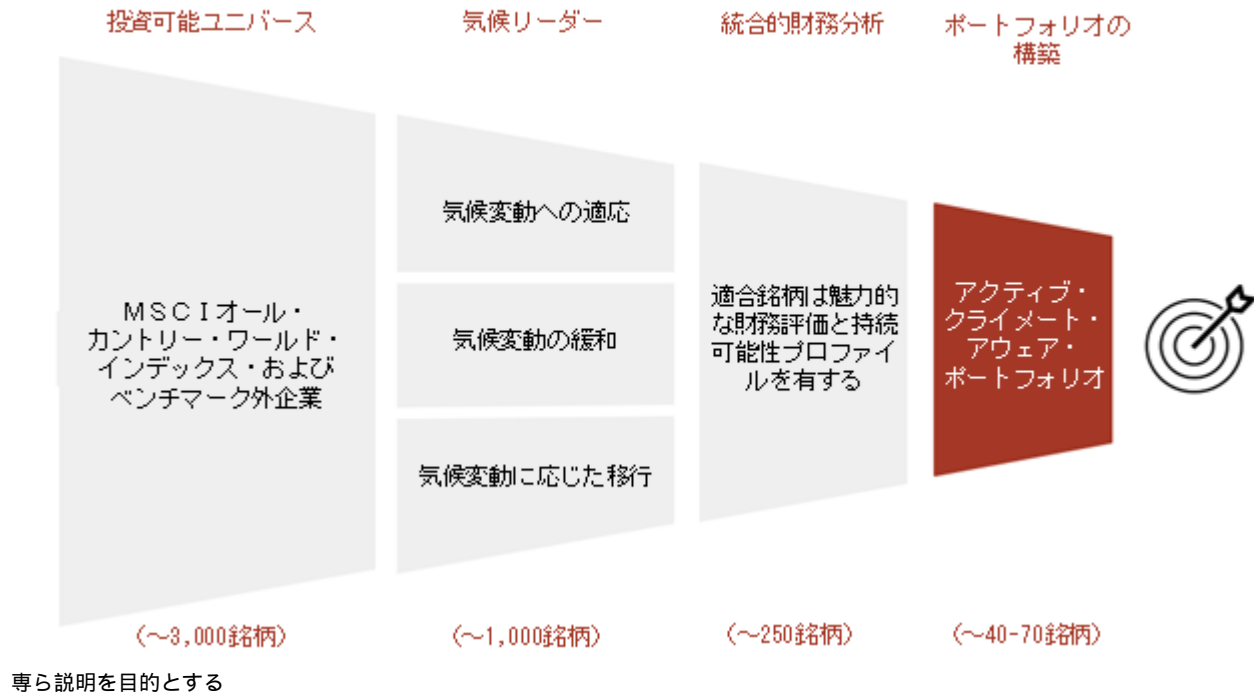 投資可能ユニバース
気候リーダー
統合的財務分析
ポートフォリオの
構築
ＭＳＣＩオール・
カントリー・ワールド・
インデックス・および
ベンチマーク外企業
気候変動への適応
気候変動の緩和
気候変動に応じた移行
適合銘柄は魅力的
な財務評価と持続
可能性プロファイ
ルを有する
アクティブ・
クライメート・
アウェア・
ポートフォリオ
(～3,000銘柄)
(～1,000銘柄)
(～250銘柄)
(～40-70銘柄)
専ら説明を目的とする